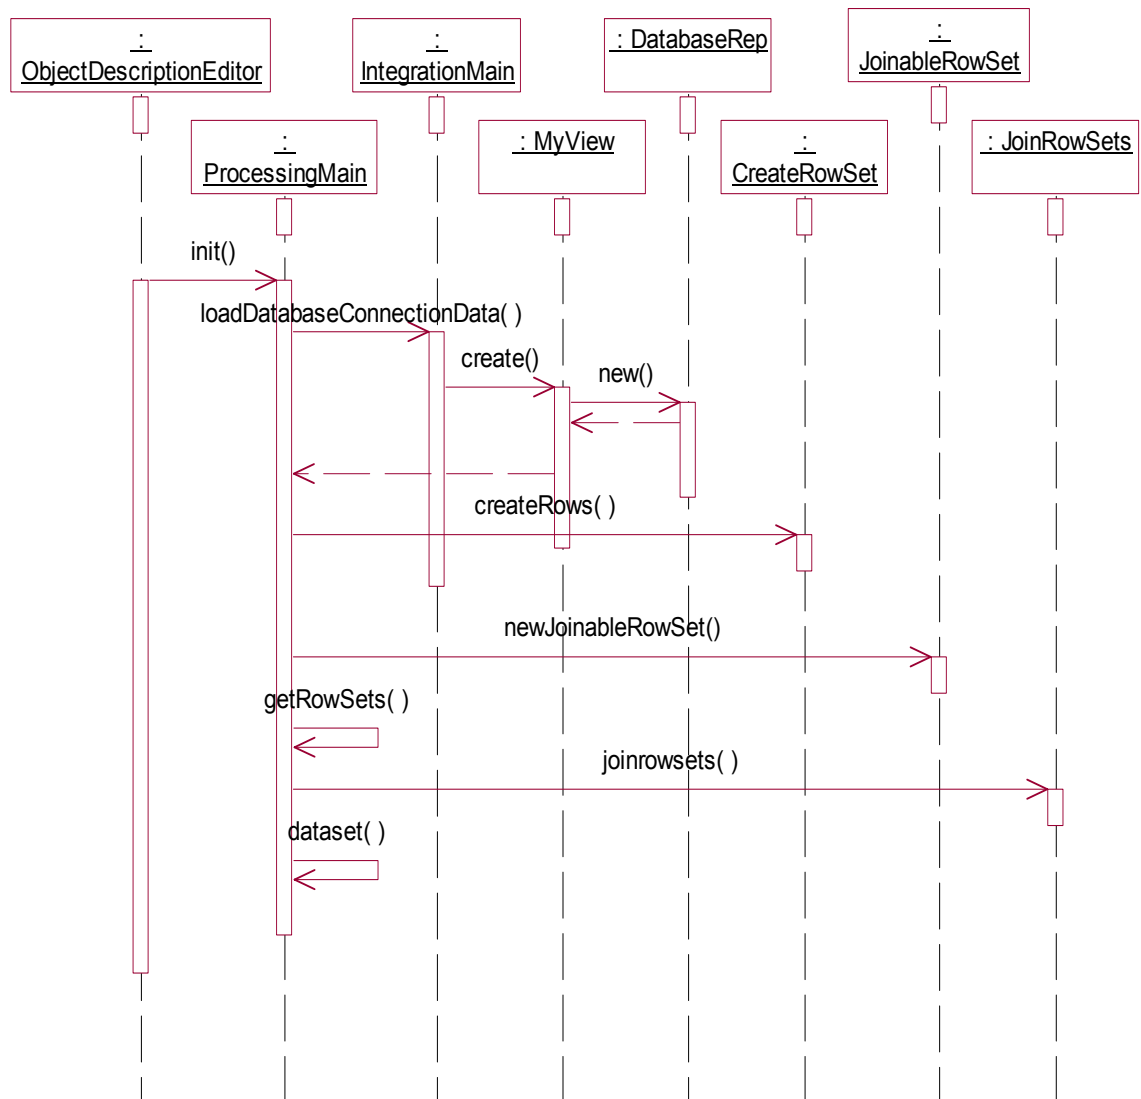 :
ObjectDescriptionEditor
:
IntegrationMain
: DatabaseRep
:
JoinableRowSet
:
ProcessingMain
: MyView
:
CreateRowSet
: JoinRowSets
init()
loadDatabaseConnectionData( )
create()
new()
createRows( )
newJoinableRowSet()
getRowSets( )
joinrowsets( )
dataset( )